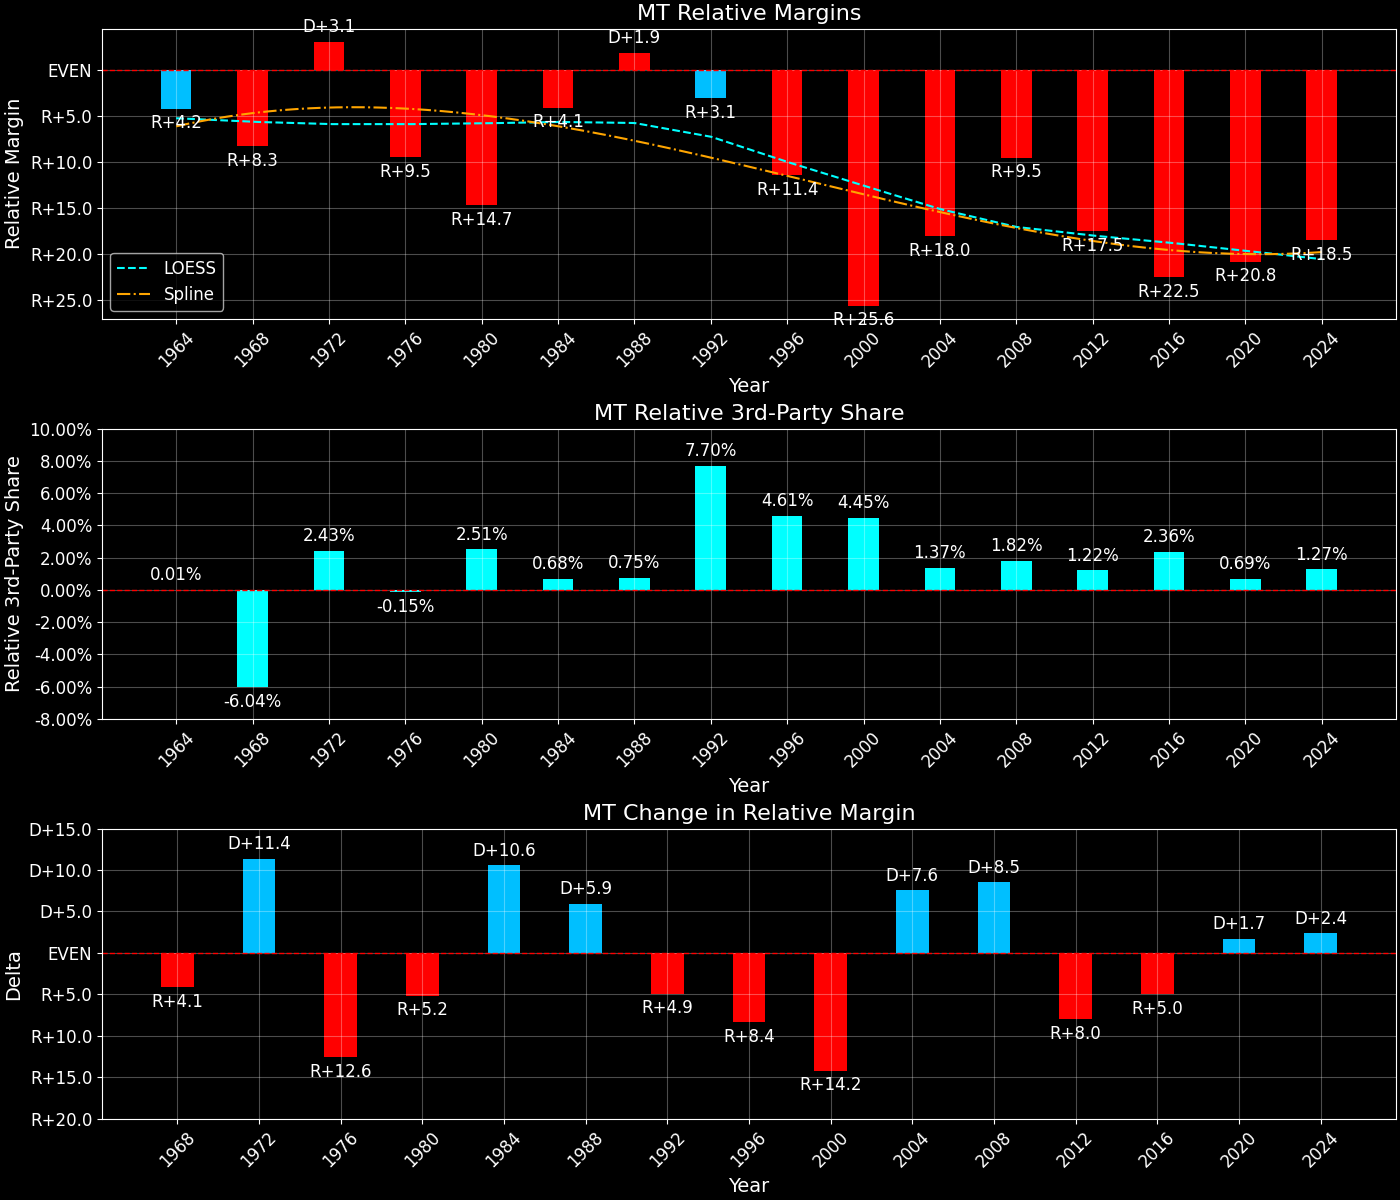 MT Relative Margins
Relative Margin
EVEN
R+5.0
R+10.0
R+15.0
R+20.0
R+25.0
R+4.2
R+8.3
D+3.1
R+9.5
R+14.7
R+4.1
D+1.9
R+3.1
R+11.4
R+25.6
R+18.0
R+9.5
R+17.5
R+22.5
R+20.8
R+18.5
LOESS
Spline
1964 1968 1972 1976 1980 1984 1988 1992 1996 2000 2004 2008 2012 2016 2020 2024
Year
MT Relative 3rd-Party Share
Relative 3rd-Party Share
10.00%
8.00%
6.00%
4.00%
2.00%
0.00%
-2.00%
-4.00%
-6.00%
-8.00%
0.01%
-6.04%
2.43%
-0.15%
2.51%
0.68%
0.75%
7.70%
4.61%
4.45%
1.37%
1.82%
1.22%
2.36%
0.69%
1.27%
1964 1968 1972 1976 1980 1984 1988 1992 1996 2000 2004 2008 2012 2016 2020 2024
Year
MT Change in Relative Margin
Delta
D+15.0
D+10.0
D+5.0
EVEN
R+5.0
R+10.0
R+15.0
R+20.0
R+4.1
D+11.4
R+12.6
R+5.2
D+10.6
D+5.9
R+4.9
R+8.4
R+14.2
D+7.6
D+8.5
R+8.0
R+5.0
D+1.7
D+2.4
1968 1972 1976 1980 1984 1988 1992 1996 2000 2004 2008 2012 2016 2020 2024
Year